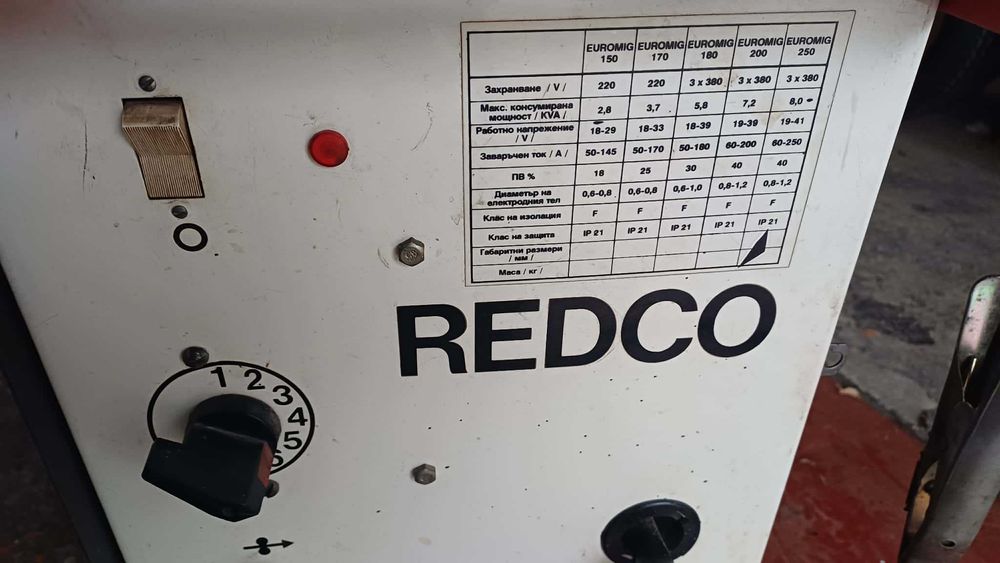 EUROMIG 150 EUROMIG 170 EUROMIG 180 EUROMIG 200 EUROMIG 250
Захранване / V / 220 220 3 x 380 3 x 380 3 x 380
Макс. консумирана мощност / KVA / 2,8 3,7 5,8 7,2 8,0
Работно напрежение / V / 18-29 18-33 18-39 19-39 19-41
Заваръчен ток / A / 50-145 50-170 50-180 60-200 60-250
ПВ % 18 25 30 40 40
Диаметър на електродния тел 0,6-0,8 0,6-0,8 0,6-1,0 0,8-1,2 0,8-1,2
Клас на изолация F F F F F
Клас на защита IP 21 IP 21 IP 21 IP 21 IP 21
Габаритни размери / мм /
Маса / кг /
O
REDCO
1 2 3 4 5 6